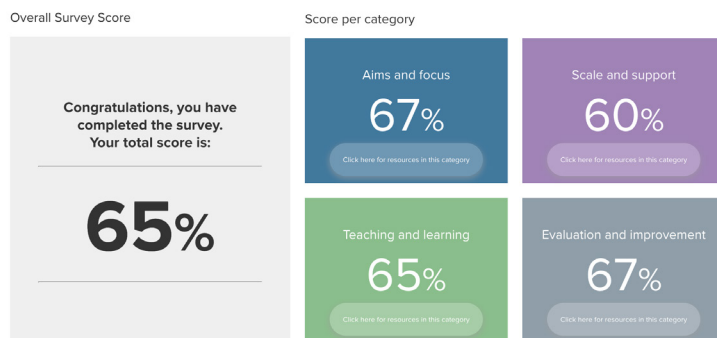 Overall Survey Score
Congratulations, you have
completed the survey.
Your total score is:
65%
Score per category
Aims and focus
67%
Click here for resources in this category
Scale and support
60%
Click here for resources in this category
Teaching and learning
65%
Click here for resources in this category
Evaluation and improvement
67%
Click here for resources in this category